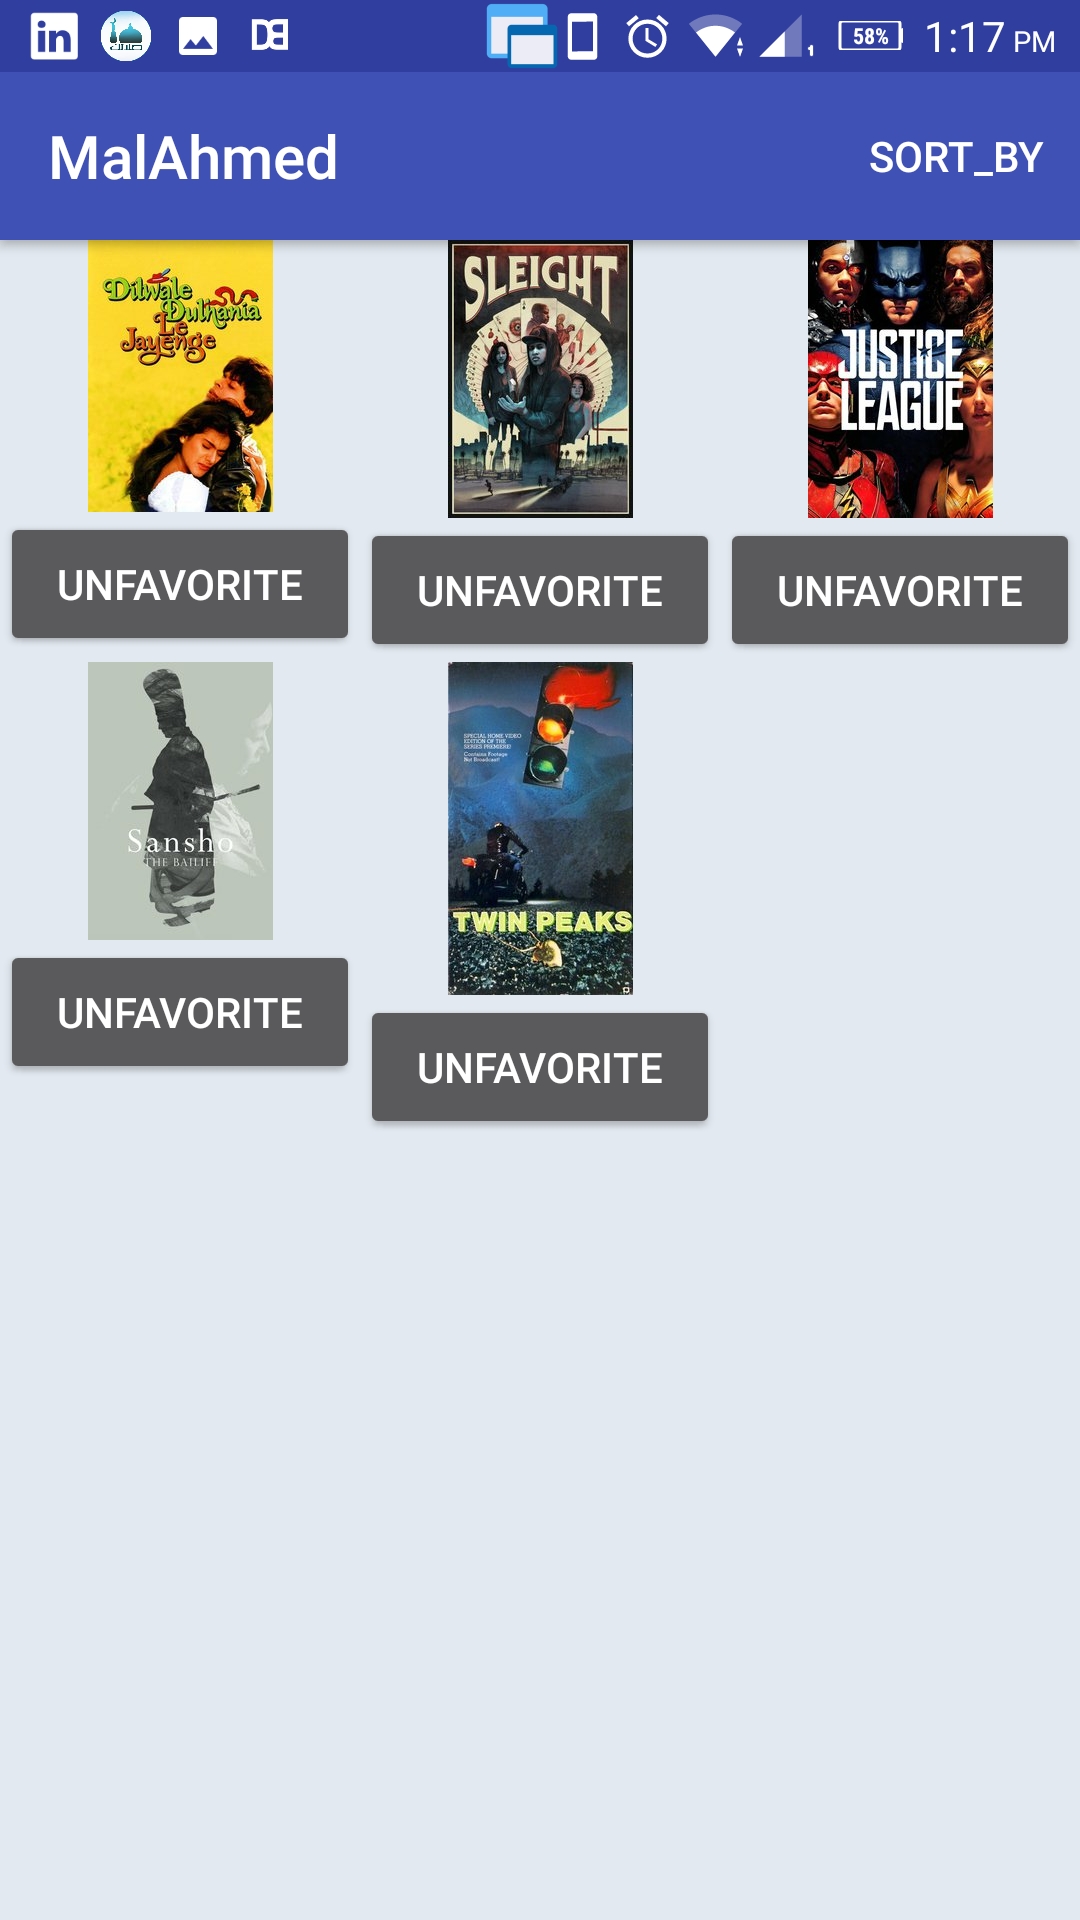 in
58%
1:17 PM
MalAhmed
SORT_BY
Dilwale
Dulhania
Le
Jayenge
SLEIGHT
JUSTICE
LEAGUE
UNFAVORITE
UNFAVORITE
UNFAVORITE
Sansho
THE BAILIFF
SPECIAL HOME VIDEO
EDITION OF THE
SERIES PREMIERE!
Contains Footage
Not Broadcast!
TWIN PEAKS
UNFAVORITE
UNFAVORITE